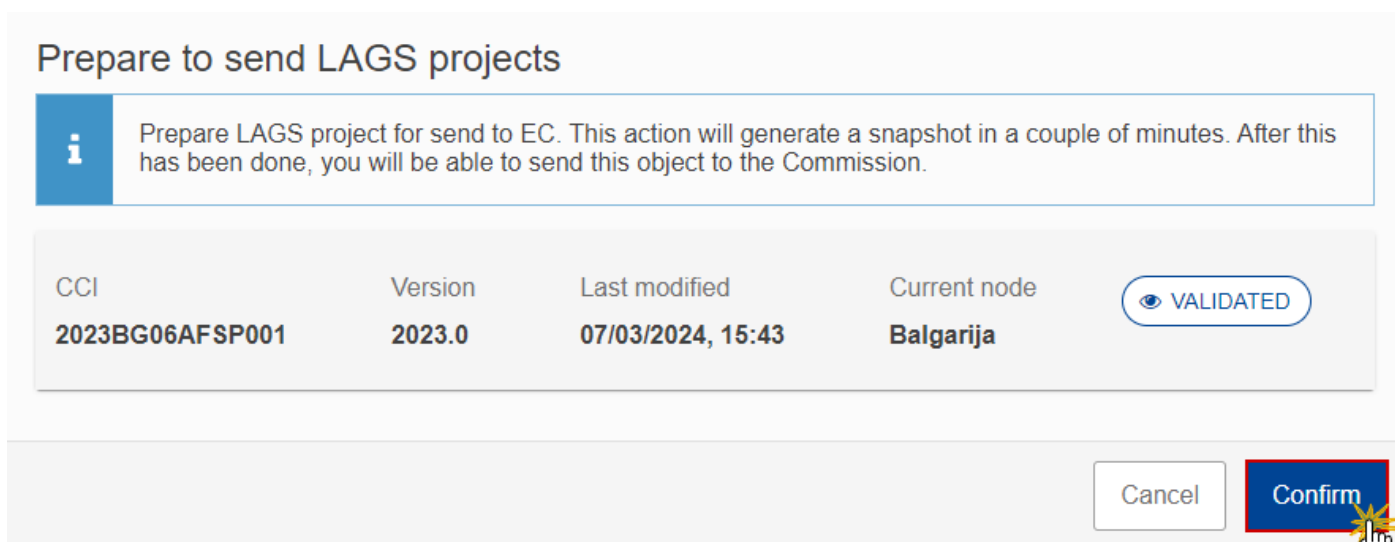 Prepare to send LAGS projects
Prepare LAGS project for send to EC. This action will generate a snapshot in a couple of minutes. After this
has been done, you will be able to send this object to the Commission.
CCI Version Last modified Current node VALIDATED
2023BG06AFSP001 2023.0 07/03/2024, 15:43 Balgarija
Cancel Confirm